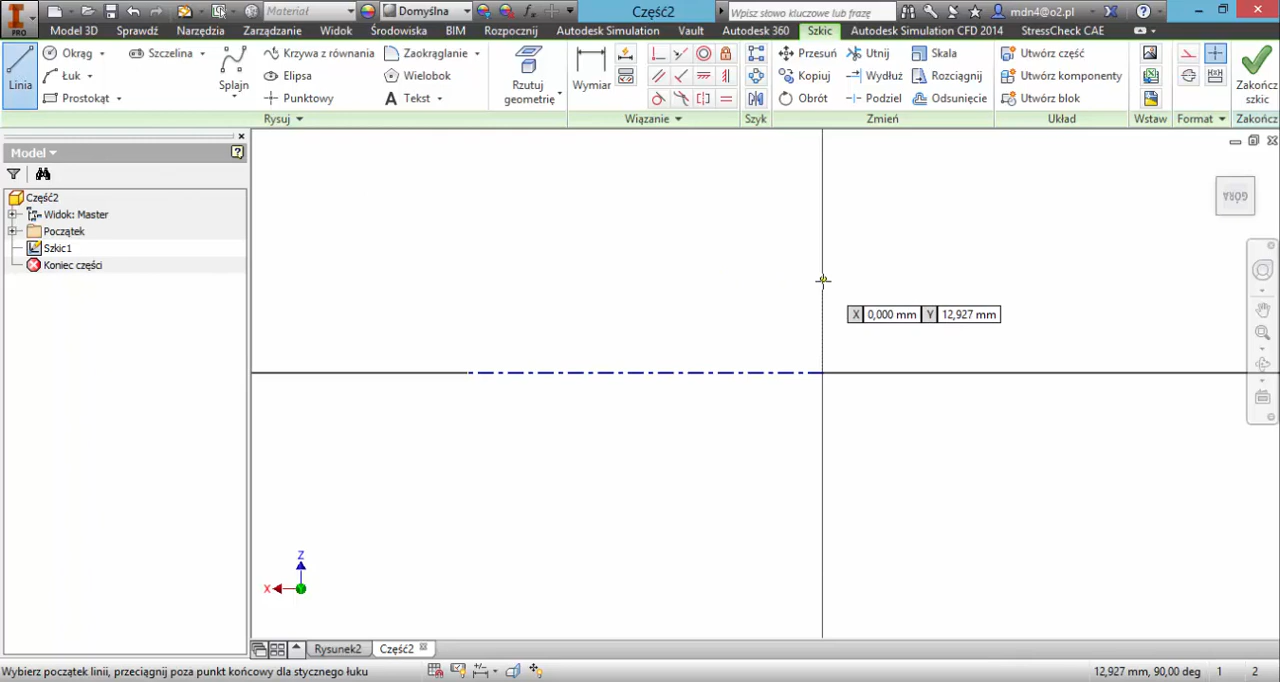 Materiał
Domyślna
Część2
Wpisz słowo kluczowe lub frazę
mdn4@o2.pl
PRO
Model 3D
Sprawdź
Narzędzia
Zarządzanie
Widok
Środowiska
BIM
Rozpocznij
Autodesk Simulation
Vault
Autodesk 360
Szkic
Autodesk Simulation CFD 2014
StressCheck CAE
Linia
Okrąg
Łuk
Prostokąt
Szczelina
Splajn
Krzywa z równania
Elipsa
Punktowy
Zaokrąglanie
Wielobok
Tekst
Rzutuj
geometrię
Wymiar
Przesuń
Kopiuj
Obrót
Utnij
Wydłuż
Podziel
Skala
Rozciągnij
Odsunięcie
Utwórz część
Utwórz komponenty
Utwórz blok
Zakończ
szkic
Rysuj
Wiązanie
Szyk
Zmień
Układ
Wstaw
Format
Zakończ
Model
Część2
Widok: Master
Początek
Szkic1
Koniec części
GÓRA
X 0,000 mm Y 12,927 mm
Z
X
Rysunek2
Część2
Wybierz początek linii, przeciągnij poza punkt końcowy dla stycznego łuku
12,927 mm, 90,00 deg
1
2